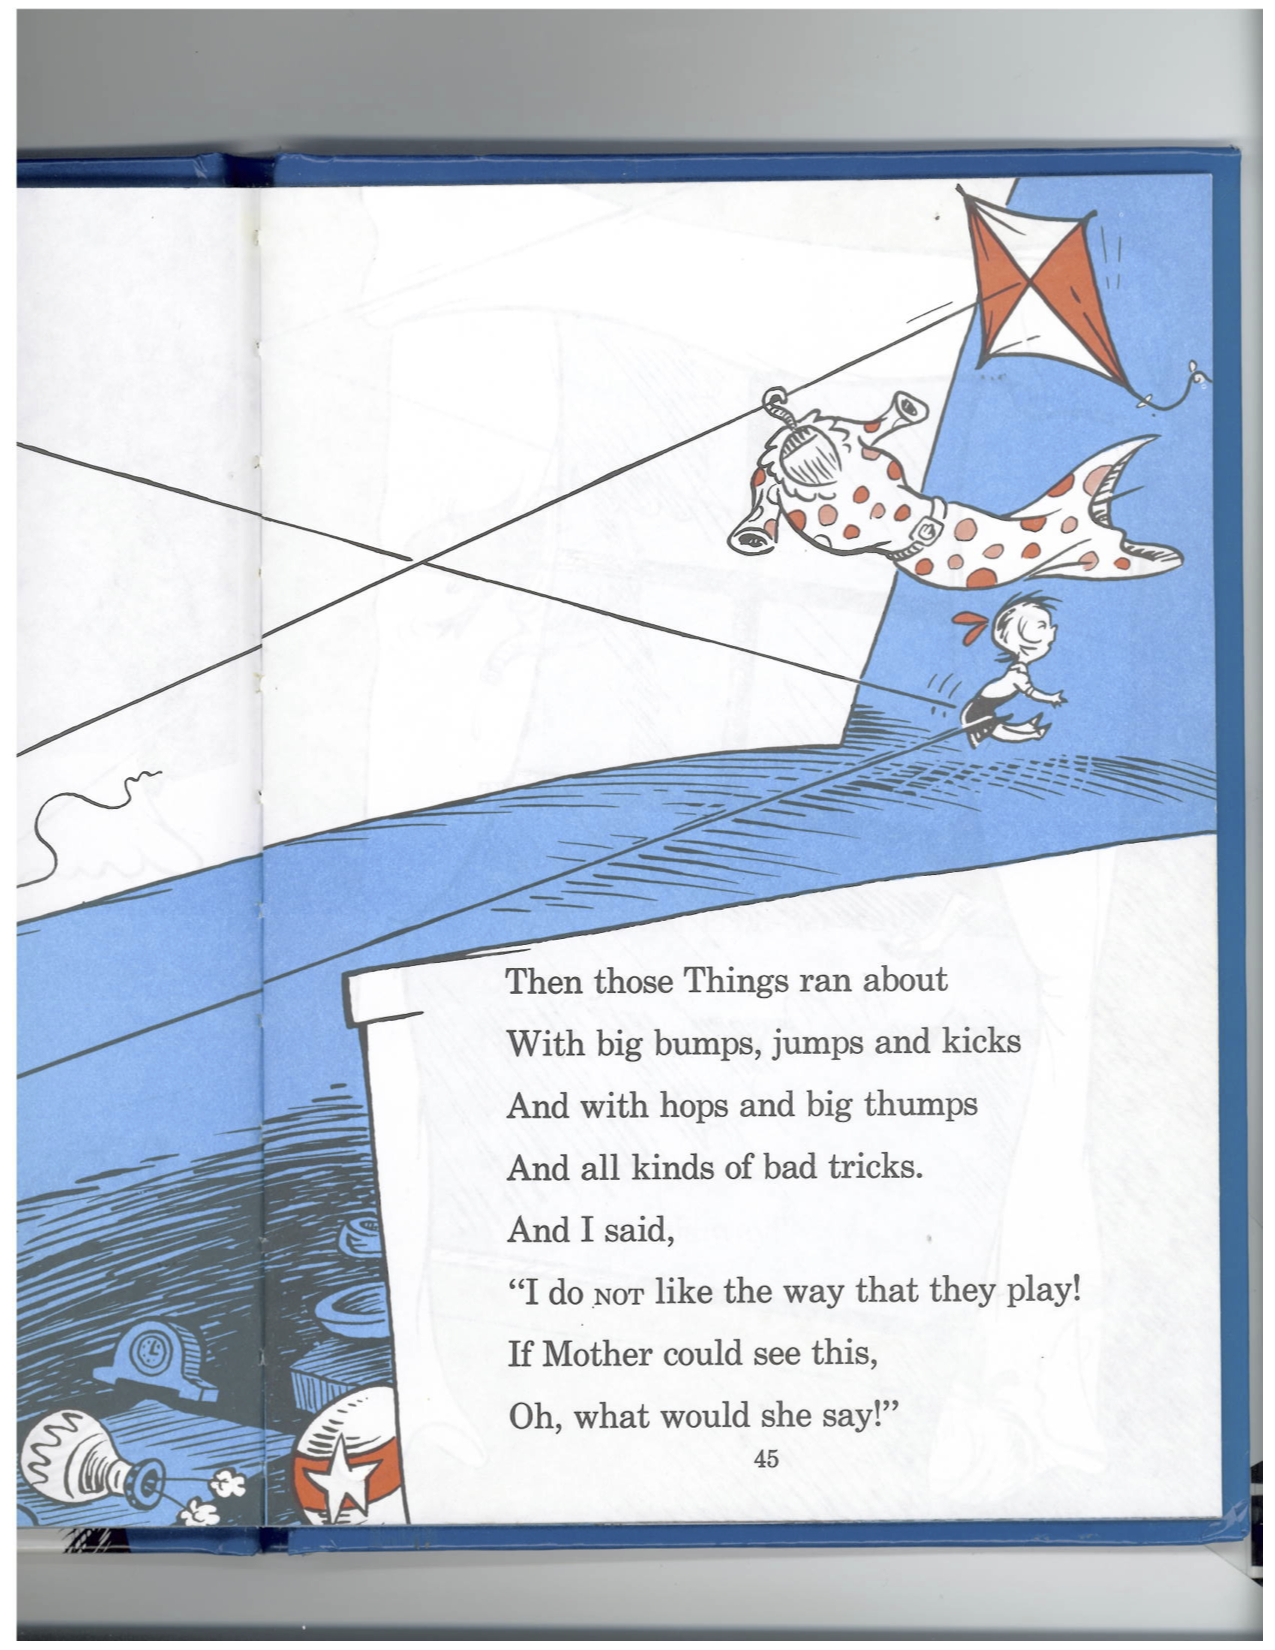 Then those Things ran about
With big bumps, jumps and kicks
And with hops and big thumps
And all kinds of bad tricks.
And I said,
“I do NOT like the way that they play!
If Mother could see this,
Oh, what would she say!”
45